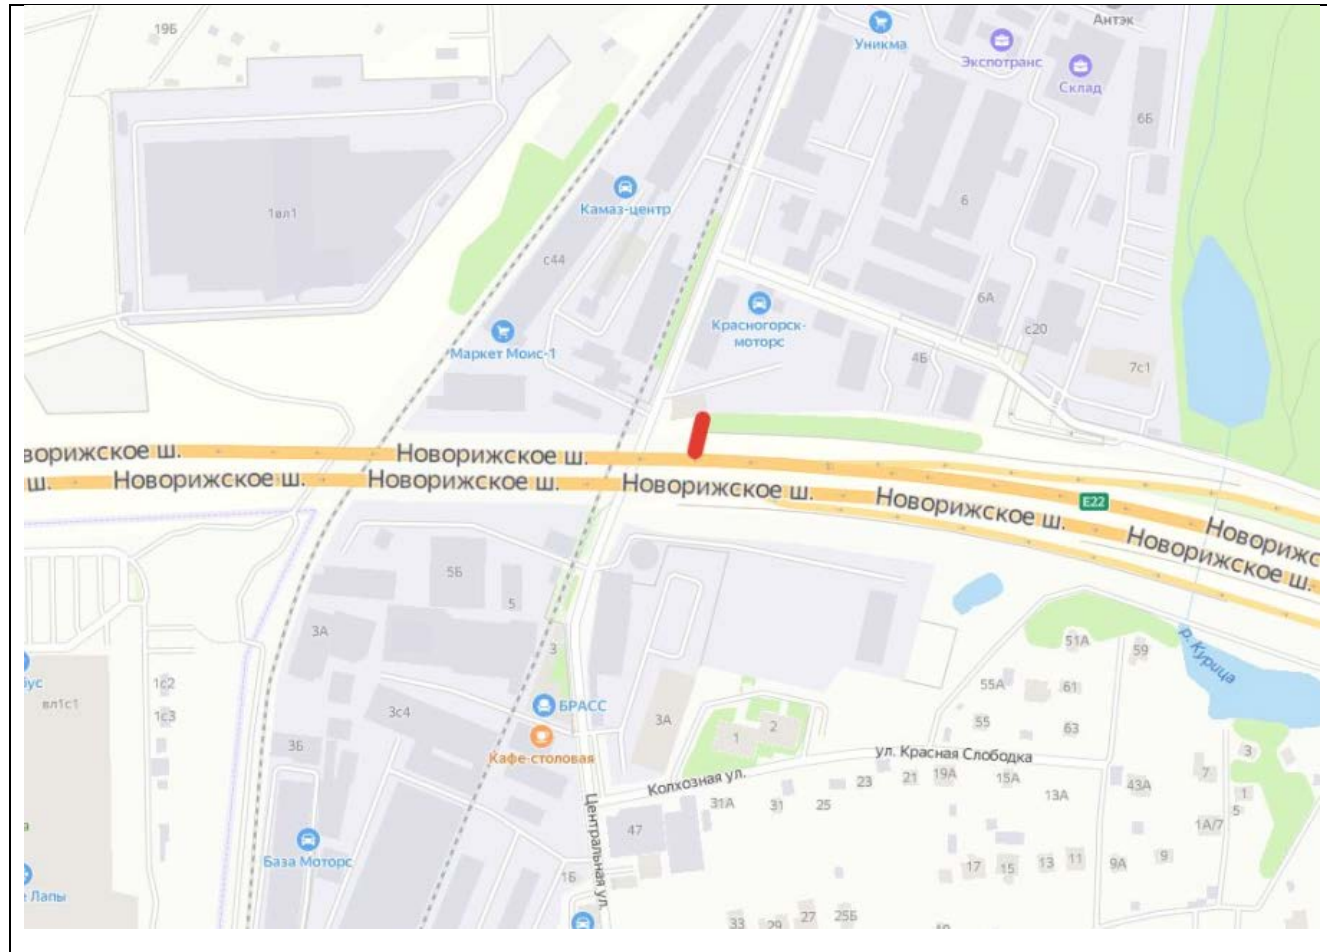 19Б
Уникма
Антэк
Экспотранс
Склад
6Б
1вл1
Камаз-центр
6
с44
6А
Красногорск-
моторс
с20
Маркет Моис-1
4Б
7с1
ворижское ш.
Новорижское ш.
ш.
Новорижское ш.
Новорижское ш.
Новорижское ш.
Новорижское ш.
Е22
Новорижс
Новорижское ш.
5Б
5
3А
3
51А
59
р. Курица
ус
вл1с1
1с2
1с3
3с4
БРАСС
3А
55А
61
55
63
3Б
Кафе-столовая
1
2
ул. Красная Слободка
3
Колхозная ул.
23
21
19А
15А
13А
43А
7
1
5
31А
31
25
1А/7
Центральная ул.
47
База Моторс
17
15
13
11
9А
9
1Б
Лапы
33
29
27
25Б